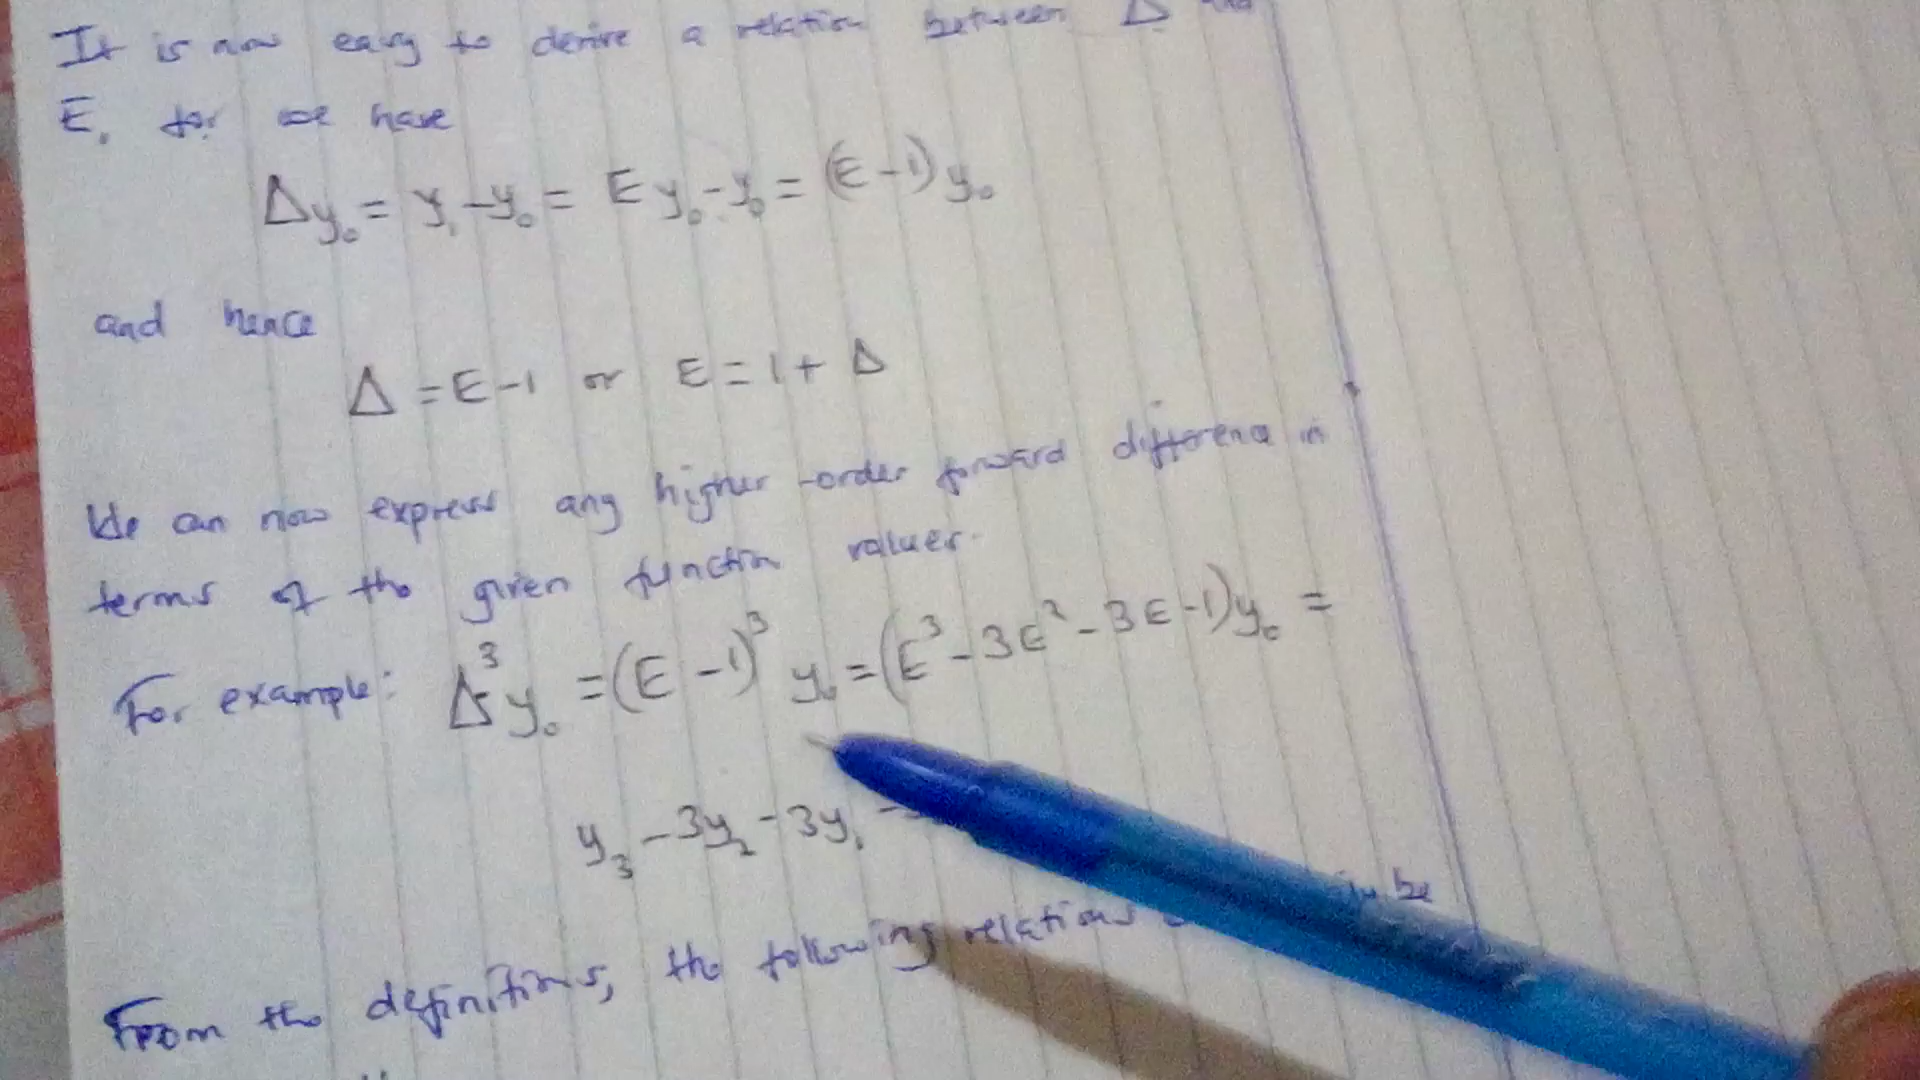 It is now easy to derive a relation between Δ and
E, for we have
Δy₀ = y₁ - y₀ = E y₀ - y₀ = (E - 1) y₀
and hence
Δ = E - 1 or E = 1 + Δ
We can now express any higher-order forward difference in
terms of the given function values.
For example: Δ³y₀ = (E - 1)³ y₀ = (E³ - 3E² - 3E - 1) y₀ =
y₃ - 3y₂ - 3y₁ -
From the definitions, the following relations be